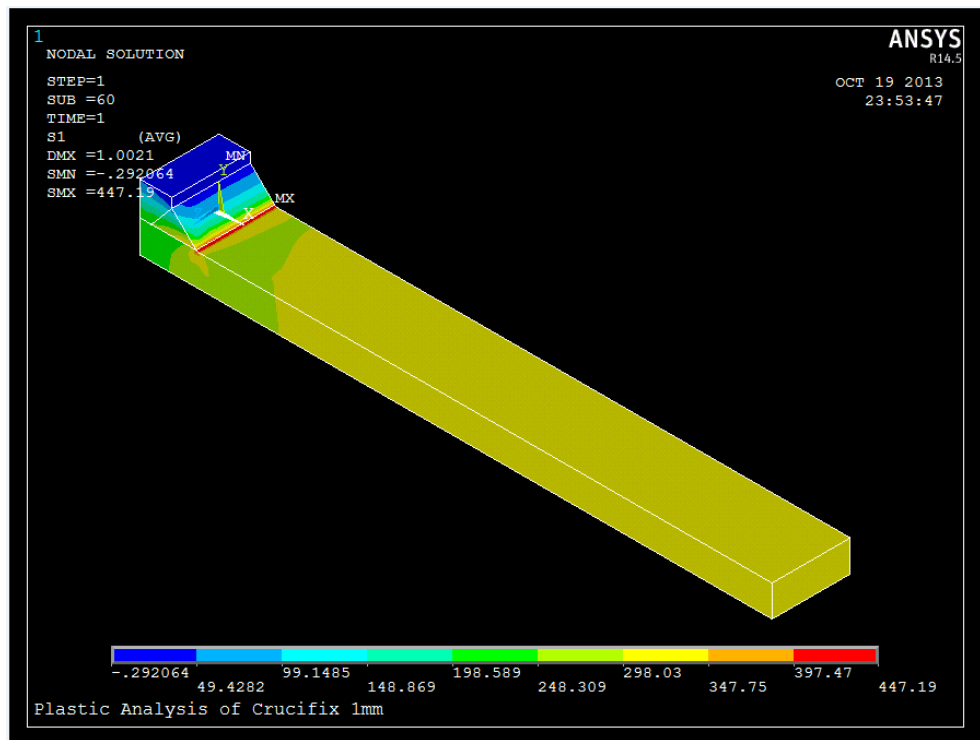 1
NODAL SOLUTION
ANSYS
R14.5
STEP=1
SUB =60
TIME=1
S1 (AVG)
DMX =1.0021
SMN =-.292064
SMX =447.19
OCT 19 2013
23:53:47
MN
Y
MX
X
-.292064 99.1485 198.589 298.03 397.47
49.4282 148.869 248.309 347.75 447.19
Plastic Analysis of Crucifix 1mm